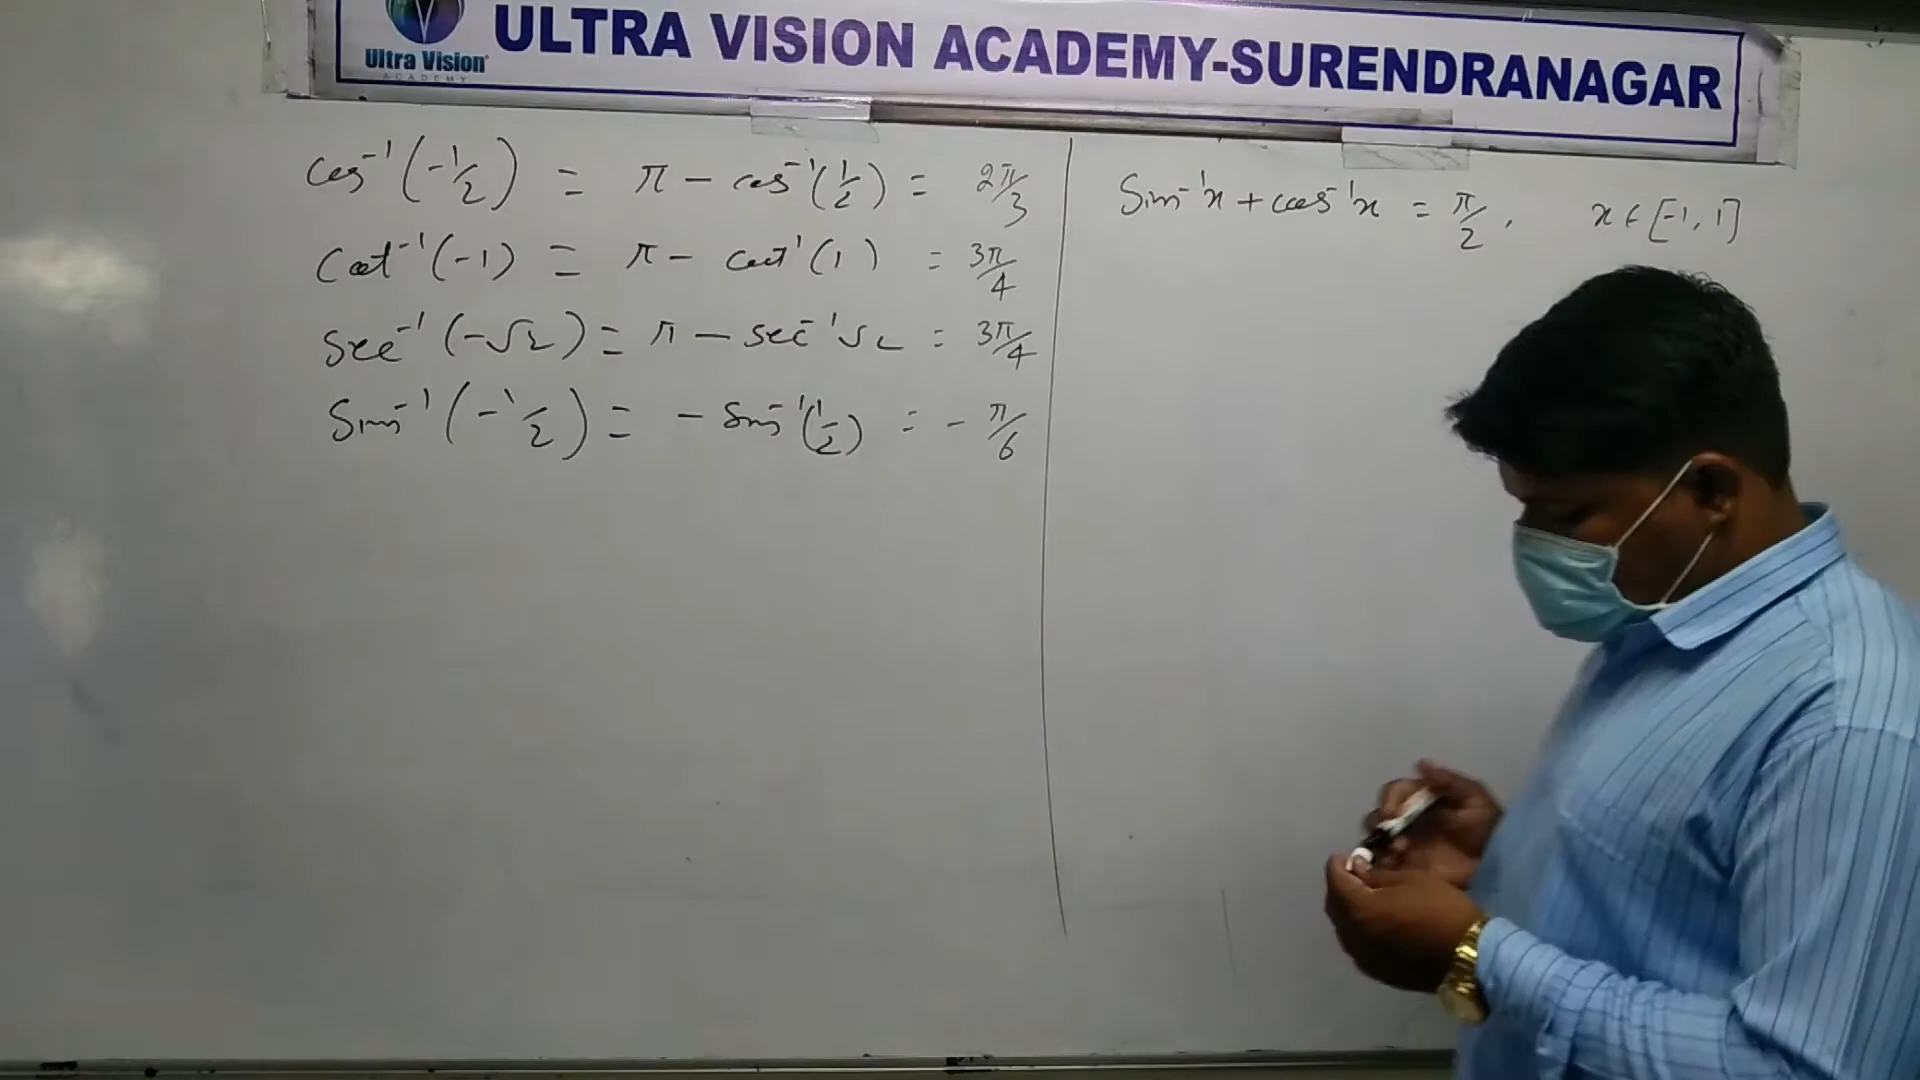 Ultra Vision
ACADEMY
ULTRA VISION ACADEMY-SURENDRANAGAR
cos⁻¹(-1/2) = π - cos⁻¹(1/2) = 2π/3
cot⁻¹(-1) = π - cot⁻¹(1) = 3π/4
sec⁻¹(-√2) = π - sec⁻¹√2 = 3π/4
Sin⁻¹(-1/2) = - Sin⁻¹(1/2) = - π/6
Sin⁻¹x + cos⁻¹x = π/2, x ∈ [-1, 1]